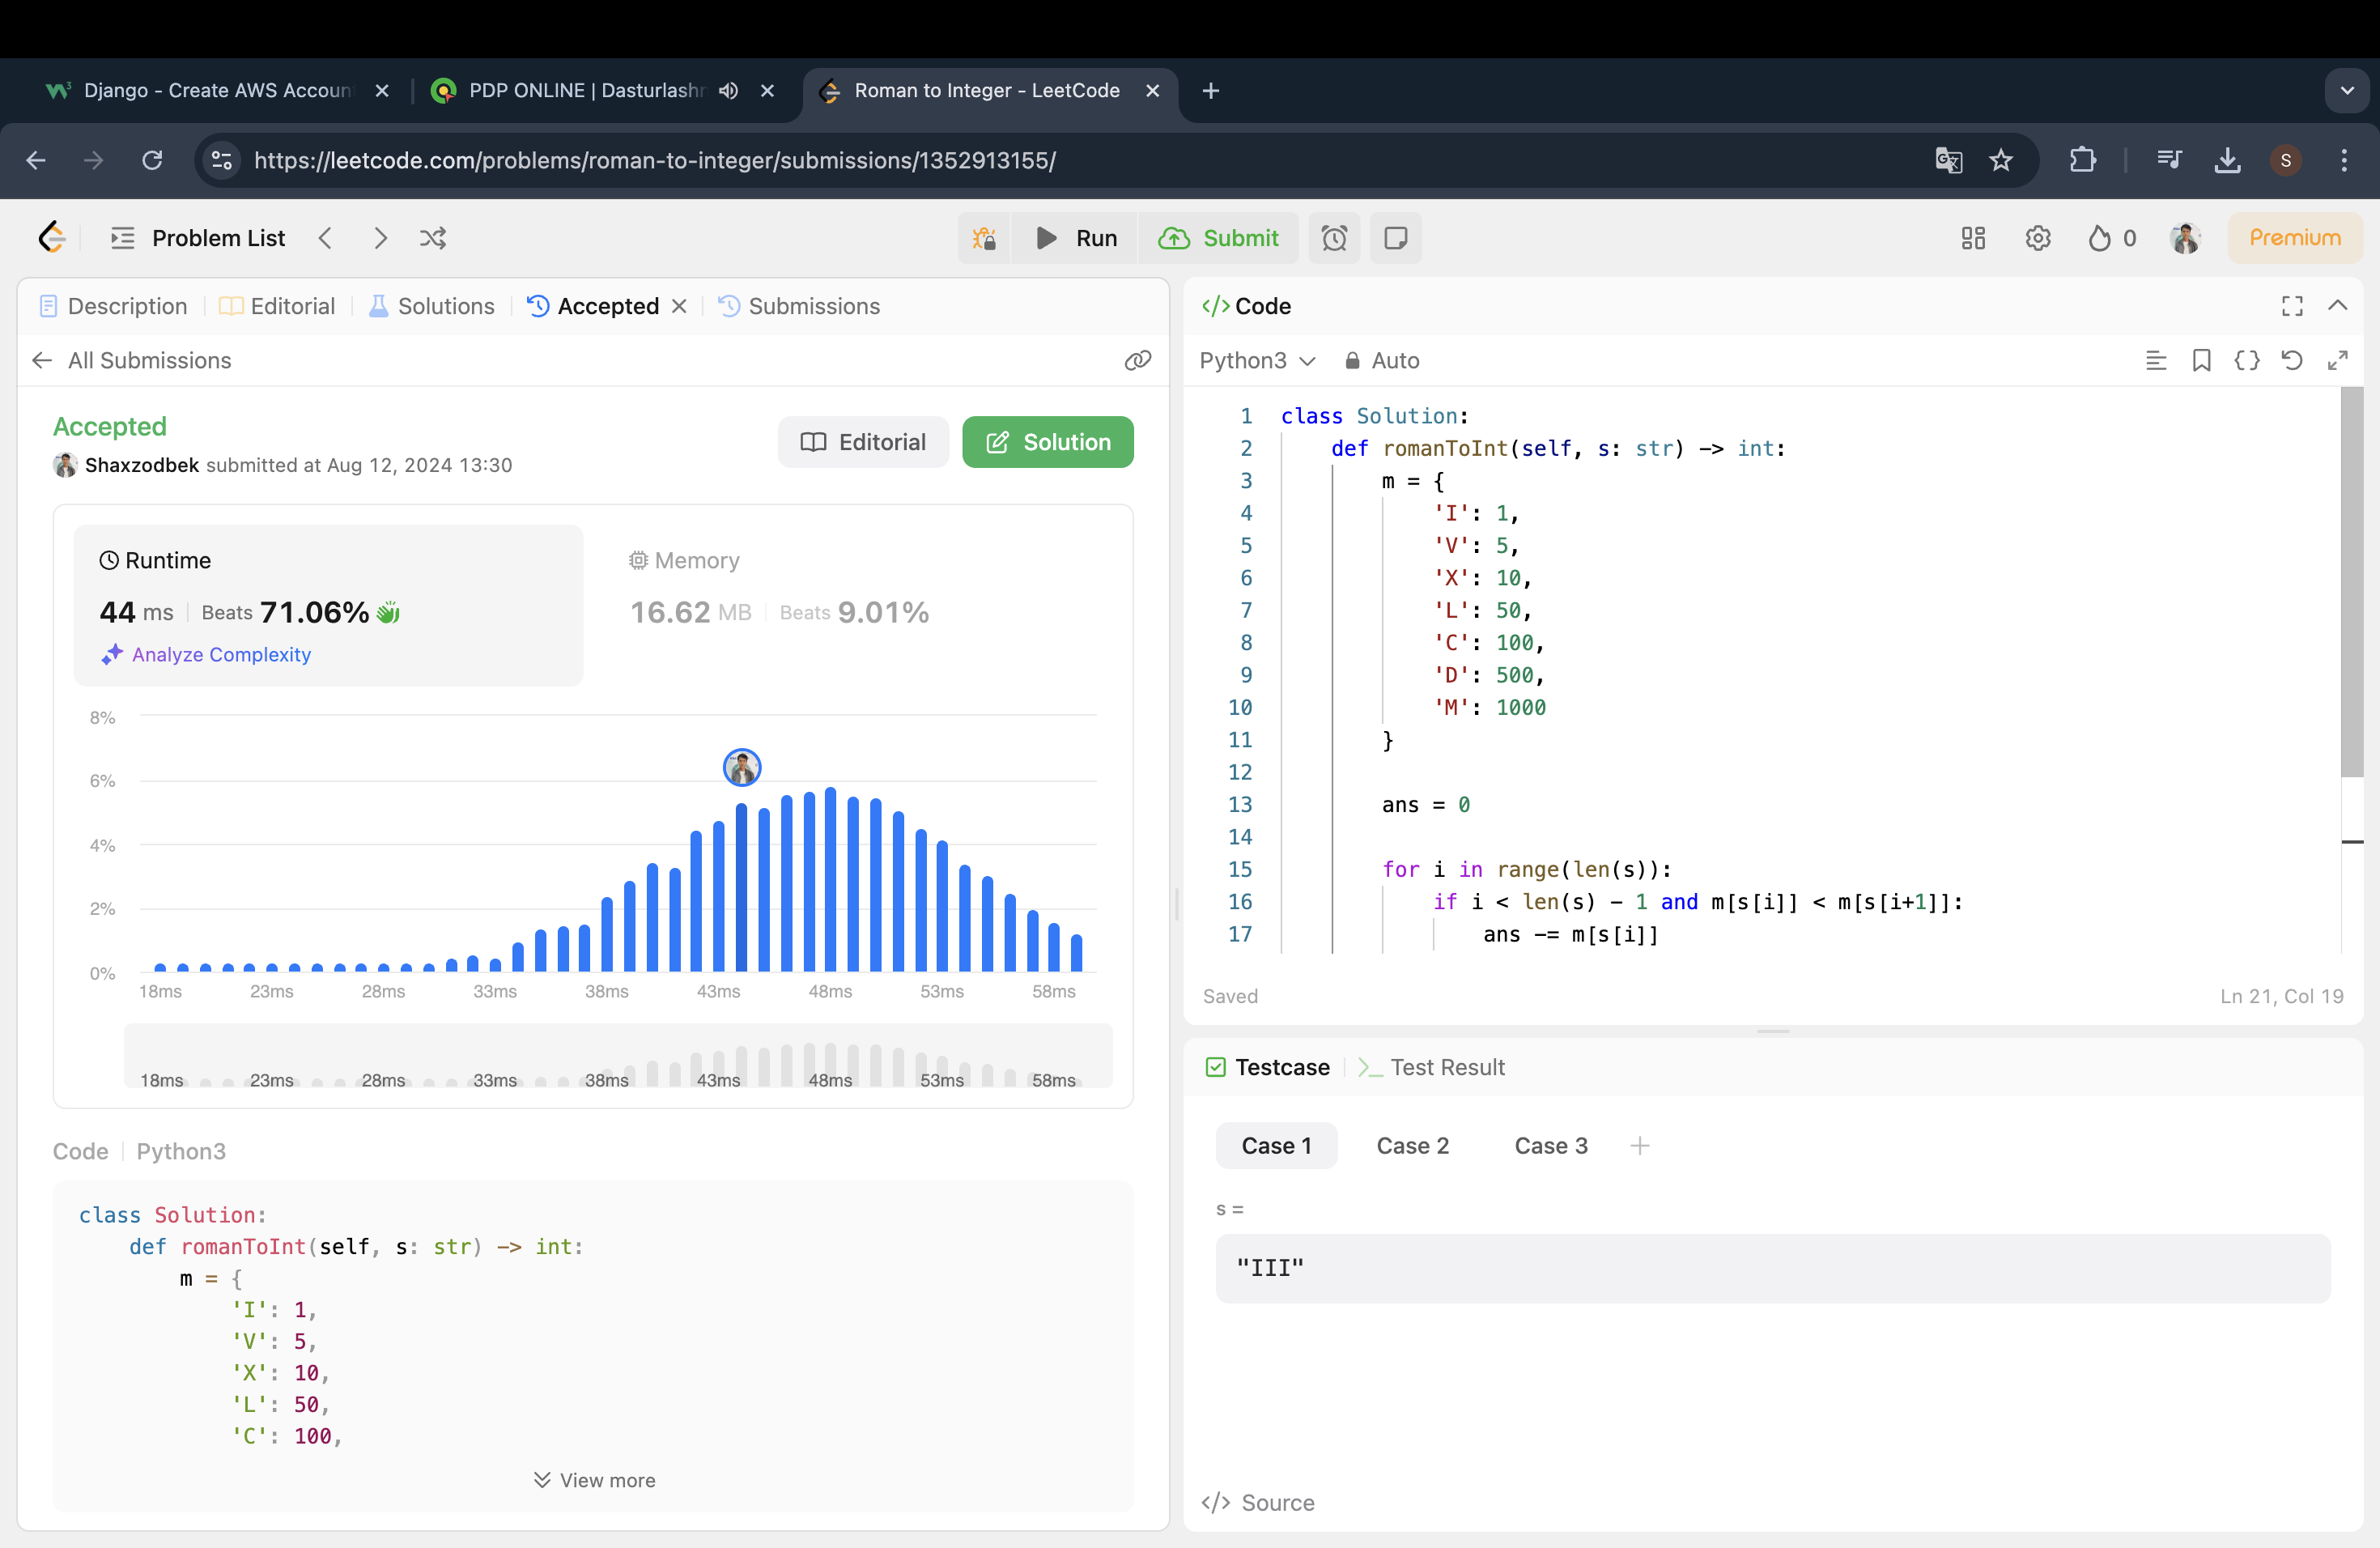 Django - Create AWS Accoun
PDP ONLINE | Dasturlashn
Roman to Integer - LeetCode
https://leetcode.com/problems/roman-to-integer/submissions/1352913155/
S
Problem List
Run
Submit
0
Premium
Description
Editorial
Solutions
Accepted
Submissions
All Submissions
Accepted
Shaxzodbek submitted at Aug 12, 2024 13:30
Editorial
Solution
Runtime
44 ms
Beats 71.06%
Analyze Complexity
Memory
16.62 MB
Beats 9.01%
8%
6%
4%
2%
0%
18ms 23ms 28ms 33ms 38ms 43ms 48ms 53ms 58ms
18ms 23ms 28ms 33ms 38ms 43ms 48ms 53ms 58ms
Code
Python3
class Solution:
    def romanToInt(self, s: str) -> int:
        m = {
            'I': 1,
            'V': 5,
            'X': 10,
            'L': 50,
            'C': 100,
View more
Code
Python3
Auto
1 class Solution:
2     def romanToInt(self, s: str) -> int:
3         m = {
4             'I': 1,
5             'V': 5,
6             'X': 10,
7             'L': 50,
8             'C': 100,
9             'D': 500,
10             'M': 1000
11         }
12
13         ans = 0
14
15         for i in range(len(s)):
16             if i < len(s) - 1 and m[s[i]] < m[s[i+1]]:
17                 ans -= m[s[i]]
Saved
Ln 21, Col 19
Testcase
Test Result
Case 1
Case 2
Case 3
s =
"III"
Source